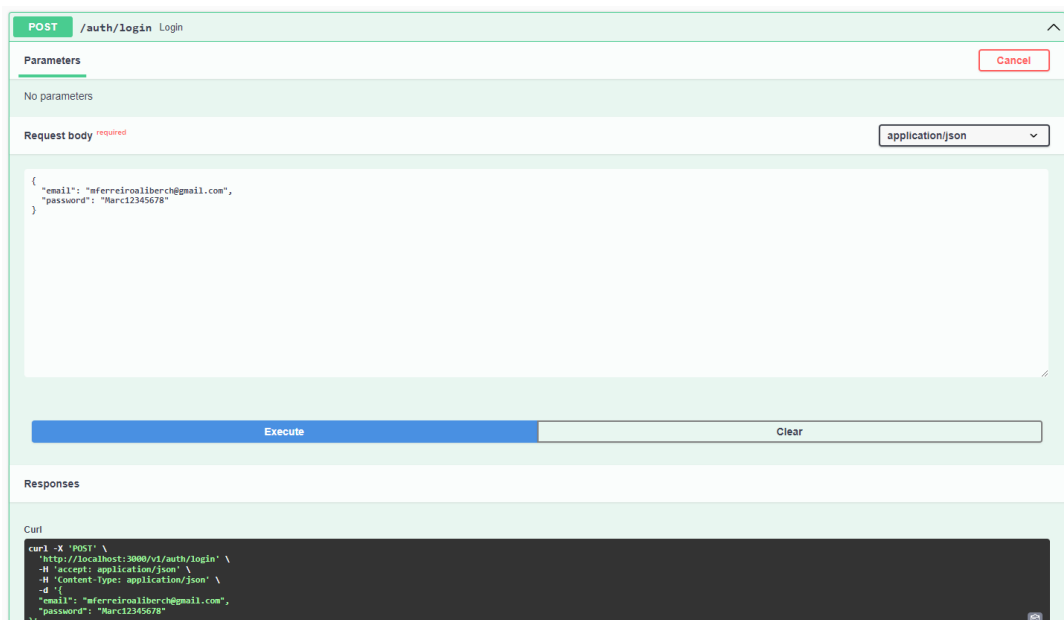 POST /auth/login Login
Parameters
Cancel
No parameters
Request body required
application/json
{
  "email": "mferreiroaliberch@gmail.com",
  "password": "Marc12345678"
}
Execute
Clear
Responses
Curl
curl -X 'POST' \
  'http://localhost:3000/v1/auth/login' \
  -H 'accept: application/json' \
  -H 'Content-Type: application/json' \
  -d '{
  "email": "mferreiroaliberch@gmail.com",
  "password": "Marc12345678"
}'